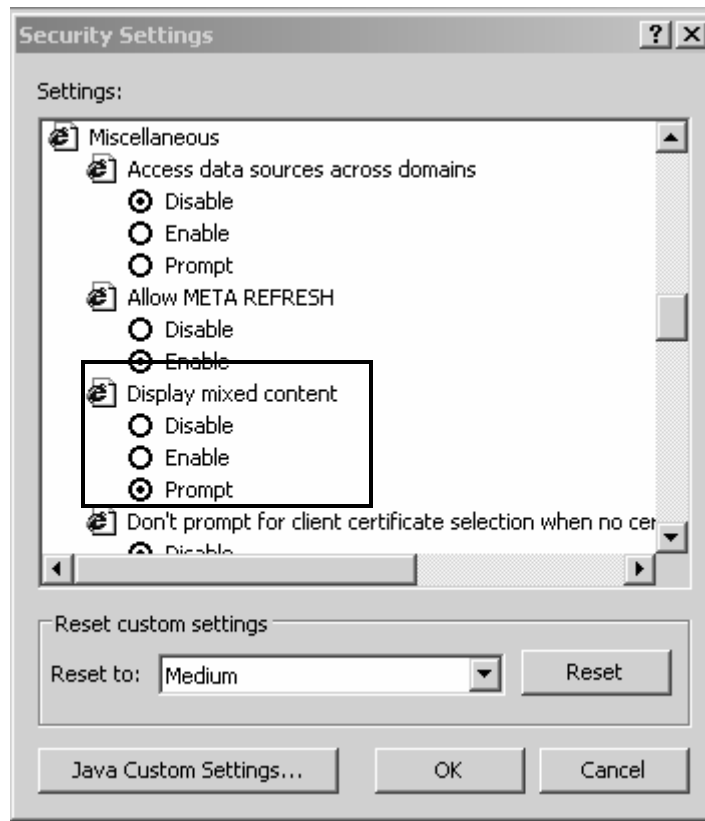 Security Settings
Settings:
Miscellaneous
Access data sources across domains
Disable
Enable
Prompt
Allow META REFRESH
Disable
Enable
Display mixed content
Disable
Enable
Prompt
Don't prompt for client certificate selection when no cer
Disable
Reset custom settings
Reset to: Medium Reset
Java Custom Settings... OK Cancel